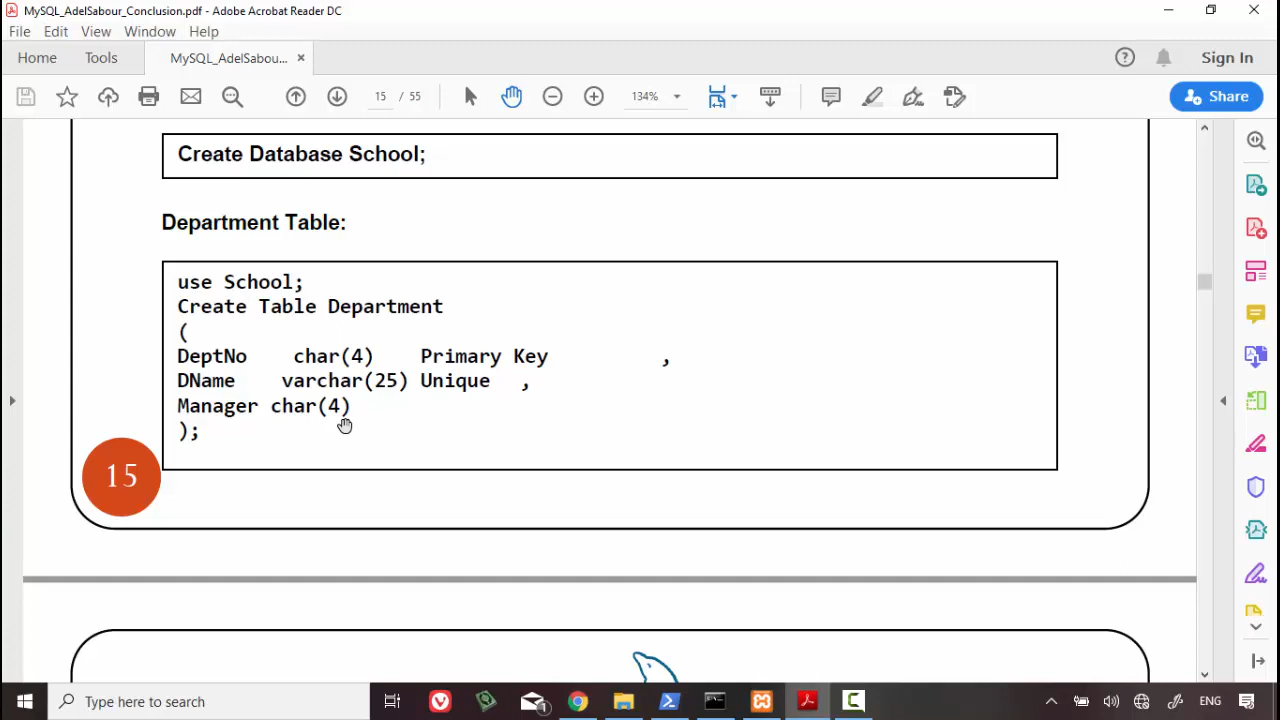 MySQL_AdelSabour_Conclusion.pdf - Adobe Acrobat Reader DC
File Edit View Window Help
Home Tools MySQL_AdelSabou... × Sign In
15 / 55 134% Share
Create Database School;
Department Table:
use School;
Create Table Department
(
DeptNo char(4) Primary Key ,
DName varchar(25) Unique ,
Manager char(4)
);
15
Type here to search 1 ENG